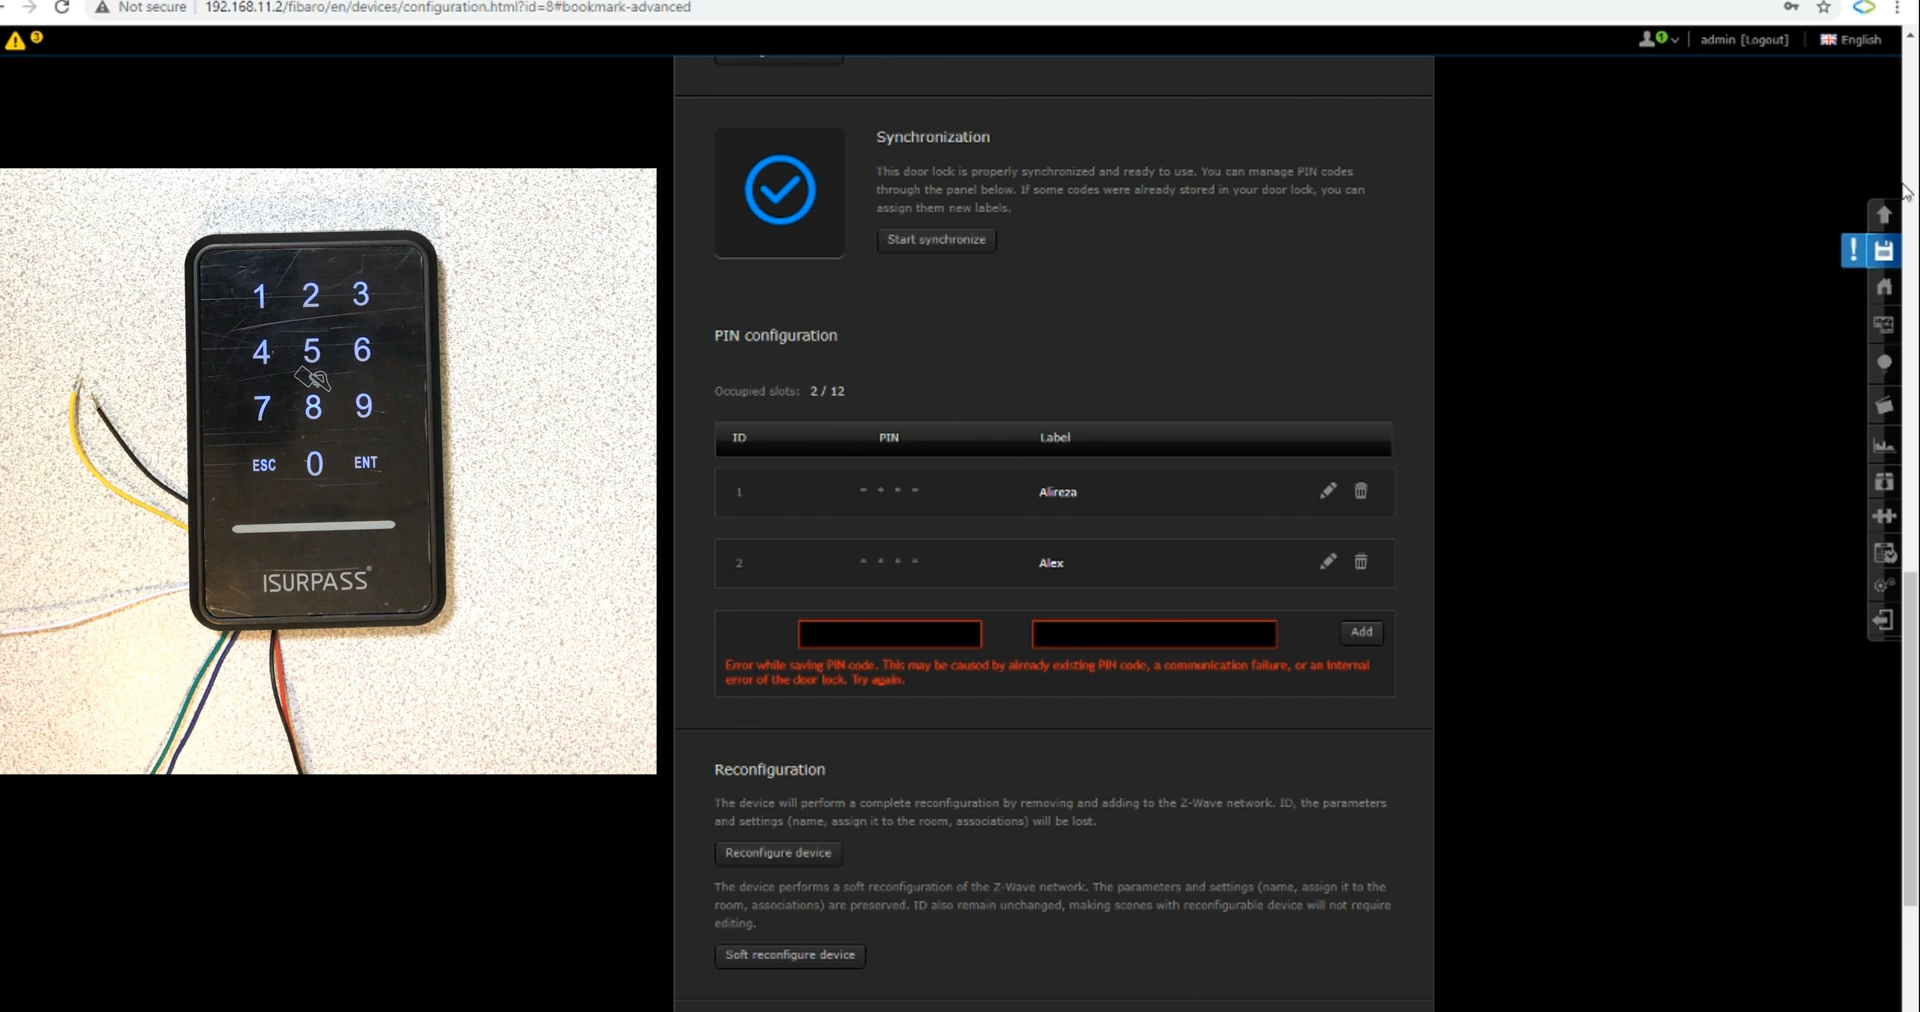 Not secure 192.168.11.2/fibaro/en/devices/configuration.html?id=8#bookmark-advanced
3
1 admin [Logout] English
Synchronization
This door lock is properly synchronized and ready to use. You can manage PIN codes
through the panel below. If some codes were already stored in your door lock, you can
assign them new labels.
Start synchronize
1 2 3
4 5 6
7 8 9
ESC 0 ENT
ISURPASS®
PIN configuration
Occupied slots: 2 / 12
ID PIN Label
1 * * * * Alireza
2 * * * * Alex
Add
Error while saving PIN code. This may be caused by already existing PIN code, a communication failure, or an internal
error of the door lock. Try again.
Reconfiguration
The device will perform a complete reconfiguration by removing and adding to the Z-Wave network. ID, the parameters
and settings (name, assign it to the room, associations) will be lost.
Reconfigure device
The device performs a soft reconfiguration of the Z-Wave network. The parameters and settings (name, assign it to the
room, associations) are preserved. ID also remain unchanged, making scenes with reconfigurable device will not require
editing.
Soft reconfigure device